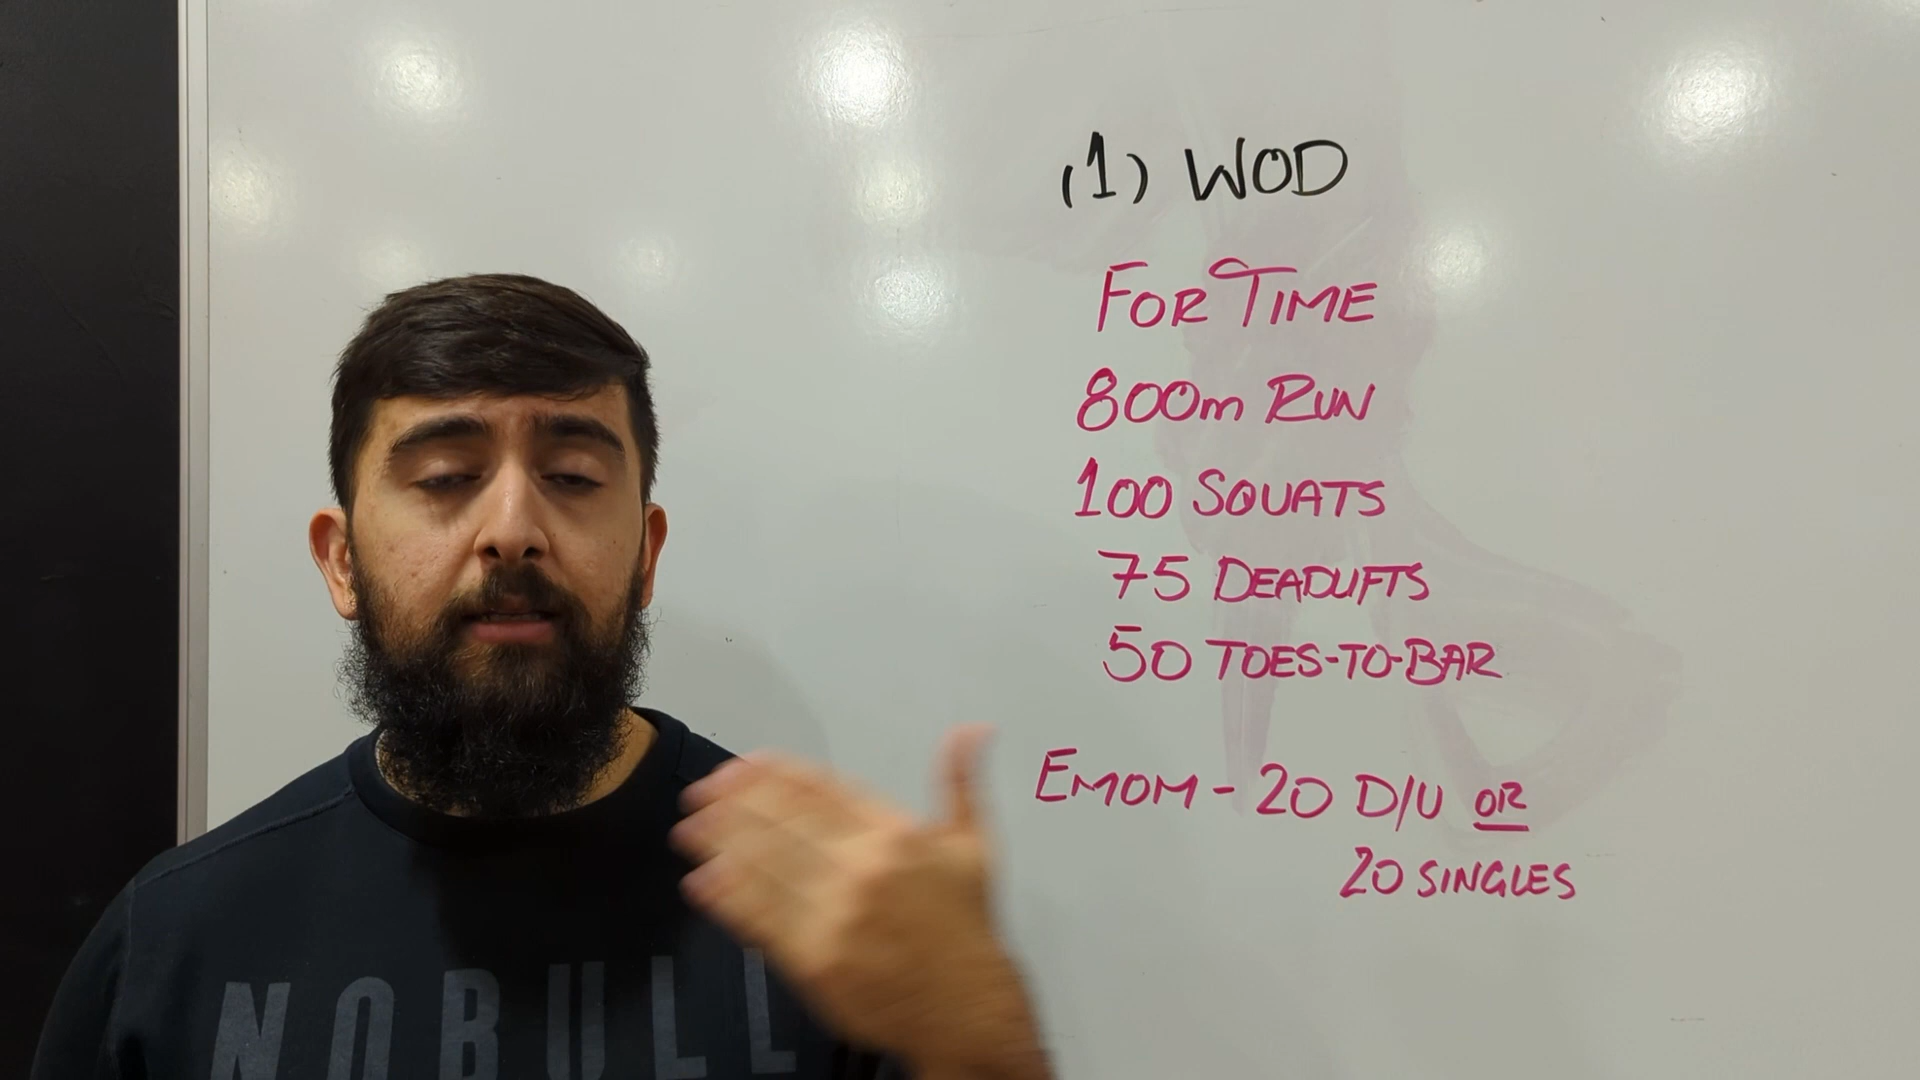 (1) WOD
FOR TIME
800m RUN
100 SQUATS
75 DEADLIFTS
50 TOES-TO-BAR
EMOM - 20 D/U OR
20 SINGLES
NOBULL